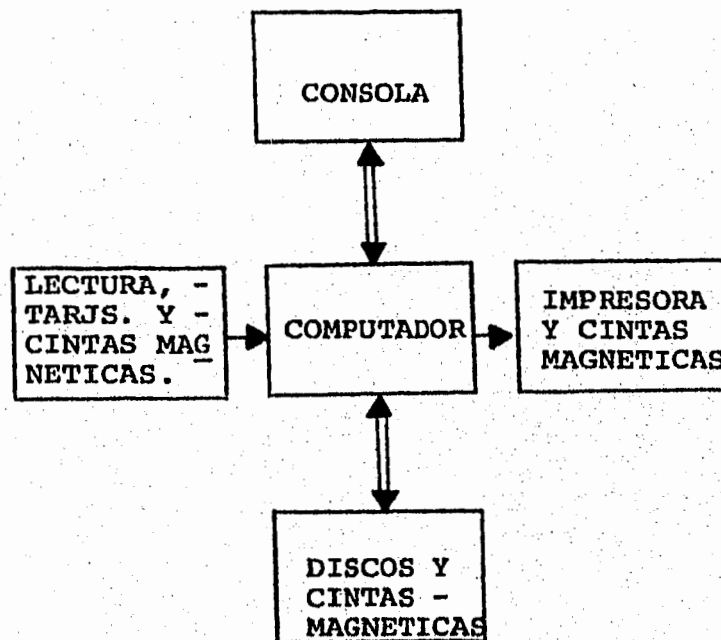 CONSOLA
LECTURA, -
TARJS. Y -
CINTAS MAG
NETICAS.
COMPUTADOR
IMPRESORA
Y CINTAS
MAGNETICAS
DISCOS Y
CINTAS -
MAGNETICAS